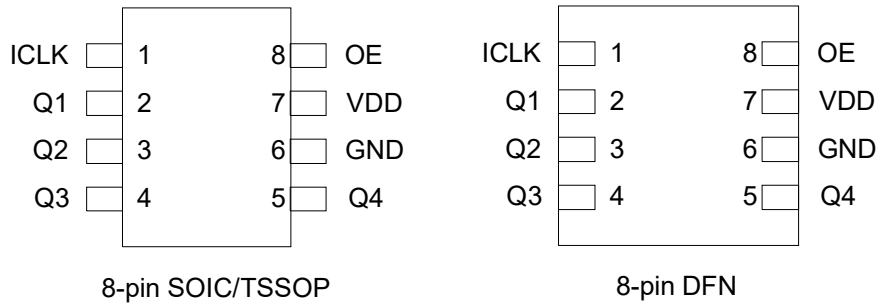 ICLK 1 8 OE
Q1 2 7 VDD
Q2 3 6 GND
Q3 4 5 Q4
8-pin SOIC/TSSOP
ICLK 1 8 OE
Q1 2 7 VDD
Q2 3 6 GND
Q3 4 5 Q4
8-pin DFN